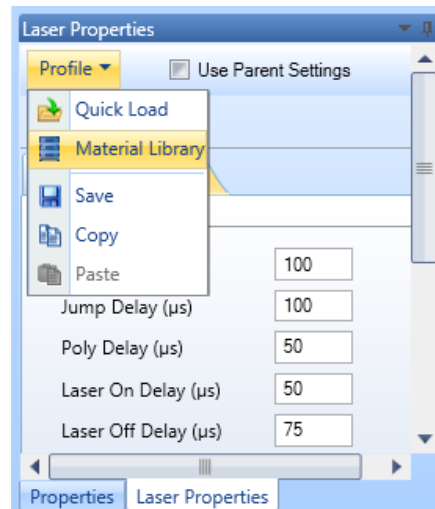 Laser Properties
Profile Use Parent Settings
Quick Load
Material Library
Save
Copy
Paste
100
Jump Delay (µs) 100
Poly Delay (µs) 50
Laser On Delay (µs) 50
Laser Off Delay (µs) 75
Properties Laser Properties